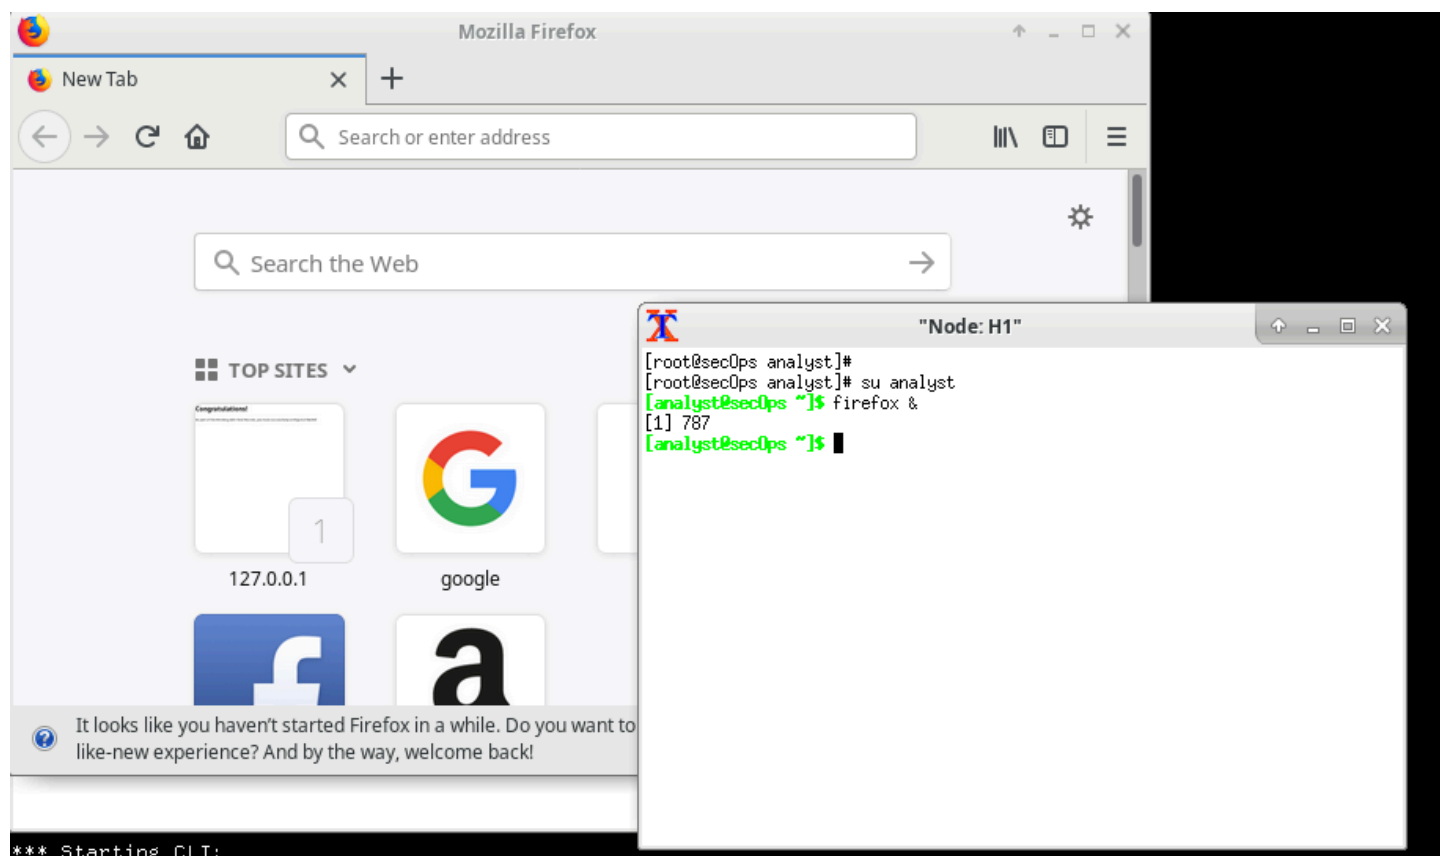 Mozilla Firefox
New Tab
Search or enter address
Search the Web
TOP SITES
Congratulations!
1
127.0.0.1
google
It looks like you haven't started Firefox in a while. Do you want to
like-new experience? And by the way, welcome back!
"Node: H1"
[root@secOps analyst]#
[root@secOps analyst]# su analyst
[analyst@secOps ~]$ firefox &
[1] 787
[analyst@secOps ~]$
*** Starting CLI: